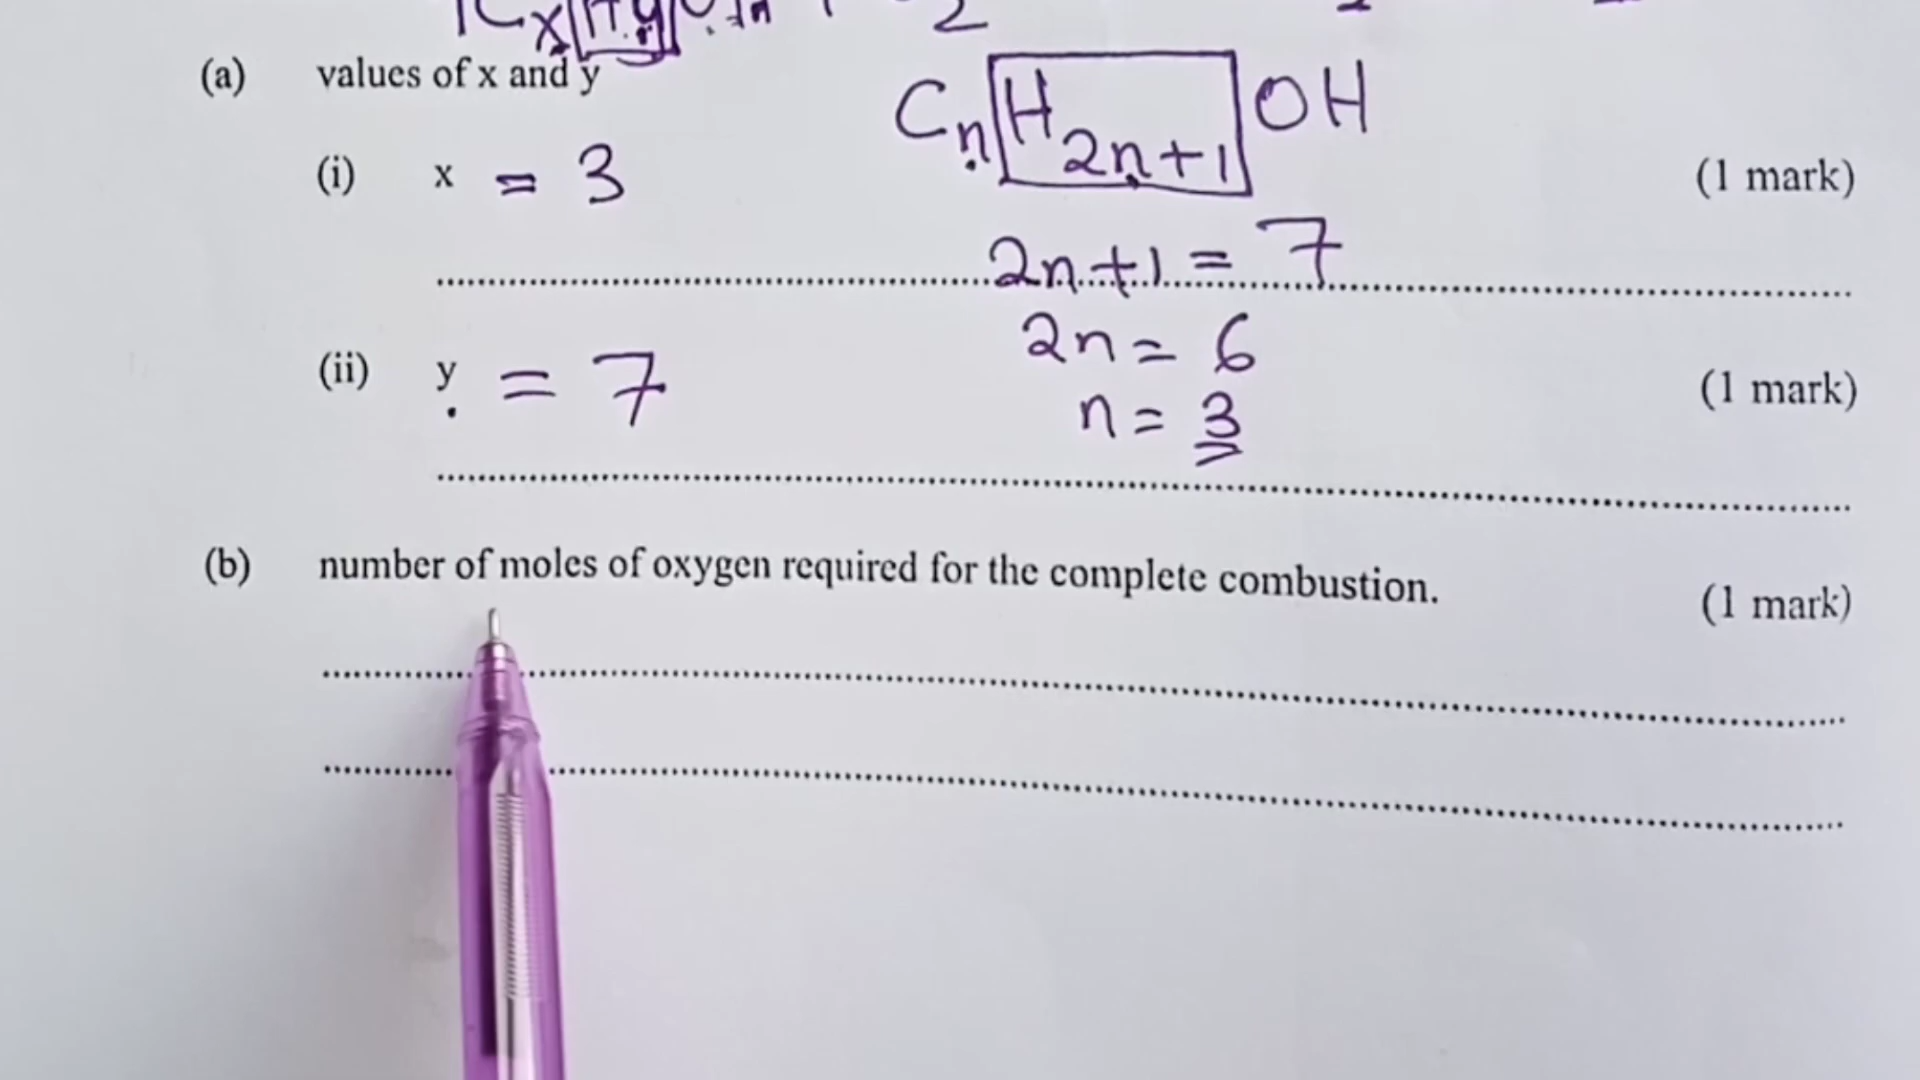 (a) values of x and y
CnH2n+1OH
(i) x = 3 (1 mark)
2n+1 = 7
2n = 6
(ii) y = 7 (1 mark)
n = 3
(b) number of moles of oxygen required for the complete combustion. (1 mark)